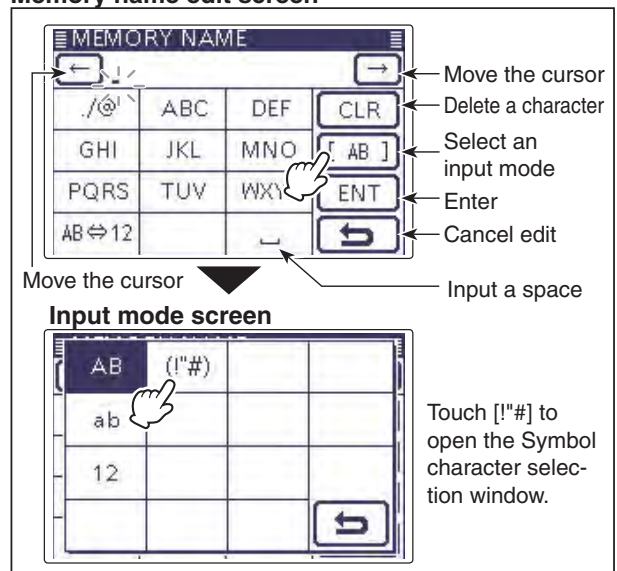 Memory name edit screen
MEMORY NAME
← →
Move the cursor
./@ ABC DEF CLR
Delete a character
GHI JKL MNO [ AB ]
Select an
input mode
PQRS TUV ENT
Enter
AB⇔12 ⎵
Cancel edit
Move the cursor
Input a space
Input mode screen
AB (!"#)
ab
12
Touch [!"#] to
open the Symbol
character selec-
tion window.